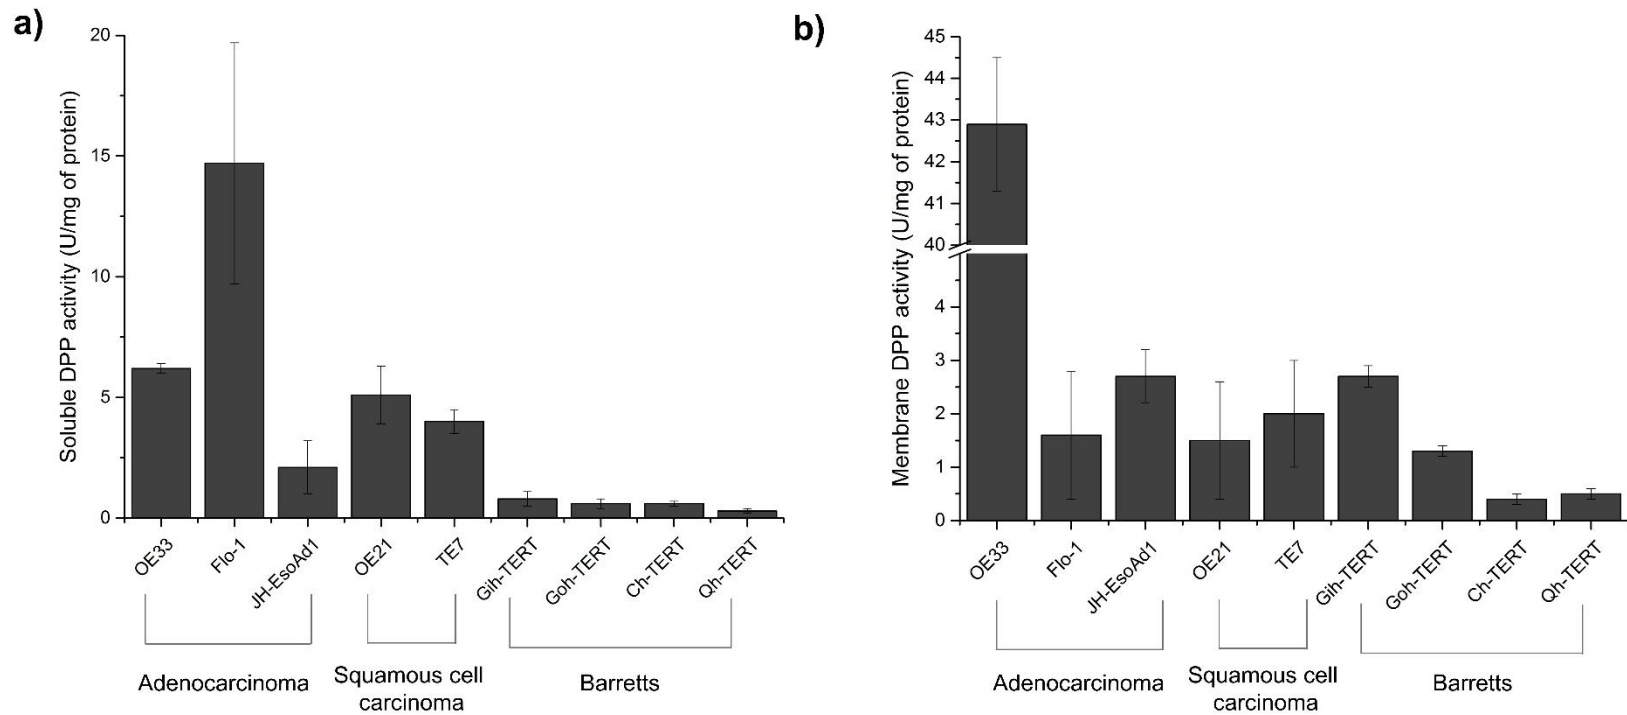 a)
Soluble DPP activity (U/mg of protein)
20
15
10
5
0
OE33
Flo-1
JH-EsoAd1
OE21
TE7
Gih-TERT
Goh-TERT
Ch-TERT
Qh-TERT
Adenocarcinoma
Squamous cell
carcinoma
Barretts
b)
Membrane DPP activity (U/mg of protein)
45
44
43
42
41
40
4
3
2
1
0
OE33
Flo-1
JH-EsoAd1
OE21
TE7
Gih-TERT
Goh-TERT
Ch-TERT
Qh-TERT
Adenocarcinoma
Squamous cell
carcinoma
Barretts